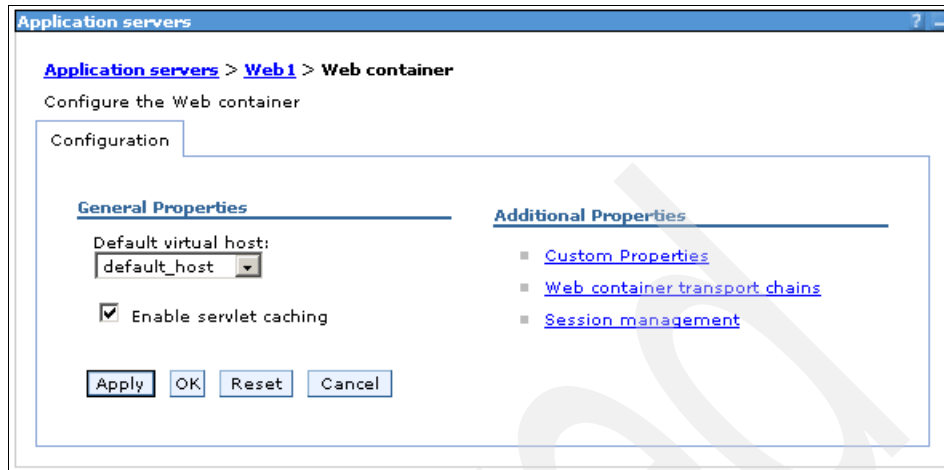 Application servers
?
Application servers > Web1 > Web container
Configure the Web container
Configuration
General Properties
Default virtual host:
default_host
Enable servlet caching
Apply OK Reset Cancel
Additional Properties
Custom Properties
Web container transport chains
Session management